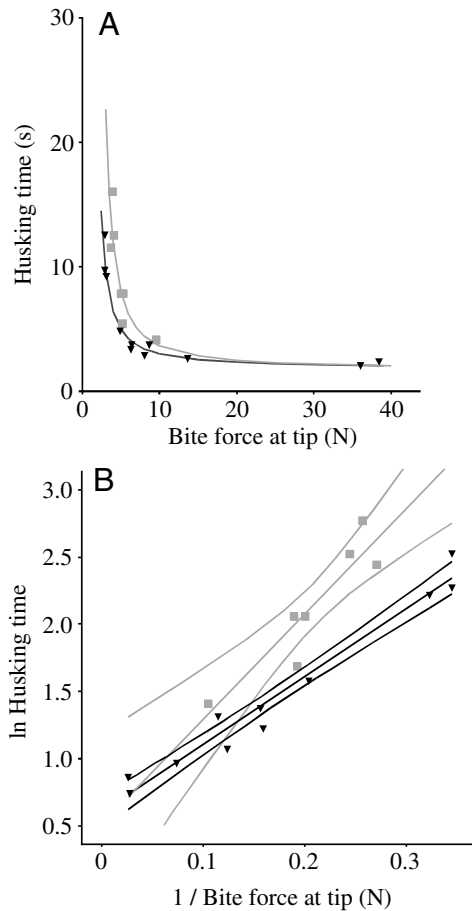 A
30
20
10
0
Husking time (s)
0 10 20 30 40
Bite force at tip (N)
B
3.0
2.5
2.0
1.5
1.0
0.5
ln Husking time
0 0.1 0.2 0.3
1 / Bite force at tip (N)